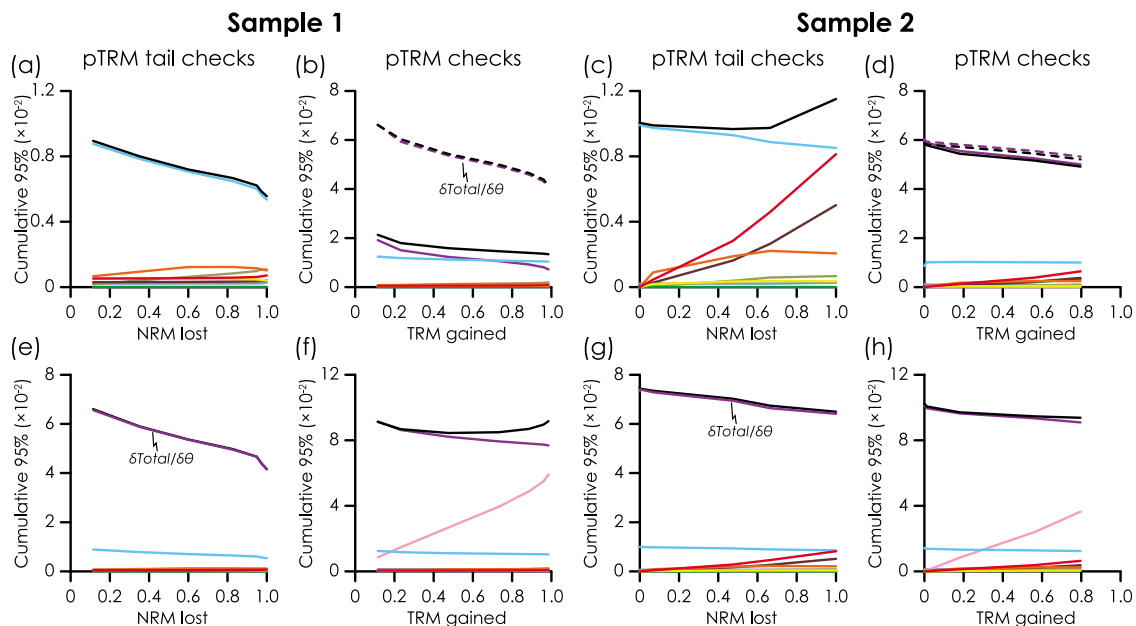 Sample 1
Sample 2
(a) pTRM tail checks
(b) pTRM checks
(c) pTRM tail checks
(d) pTRM checks
Cumulative 95% (×10-2)
1.2
0.8
0.4
0
0 0.2 0.4 0.6 0.8 1.0
NRM lost
Cumulative 95% (×10-2)
8
6
4
2
0
δTotal/δθ
0 0.2 0.4 0.6 0.8 1.0
TRM gained
Cumulative 95% (×10-2)
1.2
0.8
0.4
0
0 0.2 0.4 0.6 0.8 1.0
NRM lost
Cumulative 95% (×10-2)
8
6
4
2
0
0 0.2 0.4 0.6 0.8 1.0
TRM gained
(e)
Cumulative 95% (×10-2)
8
6
4
2
0
δTotal/δθ
0 0.2 0.4 0.6 0.8 1.0
NRM lost
(f)
Cumulative 95% (×10-2)
12
8
4
0
0 0.2 0.4 0.6 0.8 1.0
TRM gained
(g)
Cumulative 95% (×10-2)
8
6
4
2
0
δTotal/δθ
0 0.2 0.4 0.6 0.8 1.0
NRM lost
(h)
Cumulative 95% (×10-2)
12
8
4
0
0 0.2 0.4 0.6 0.8 1.0
TRM gained